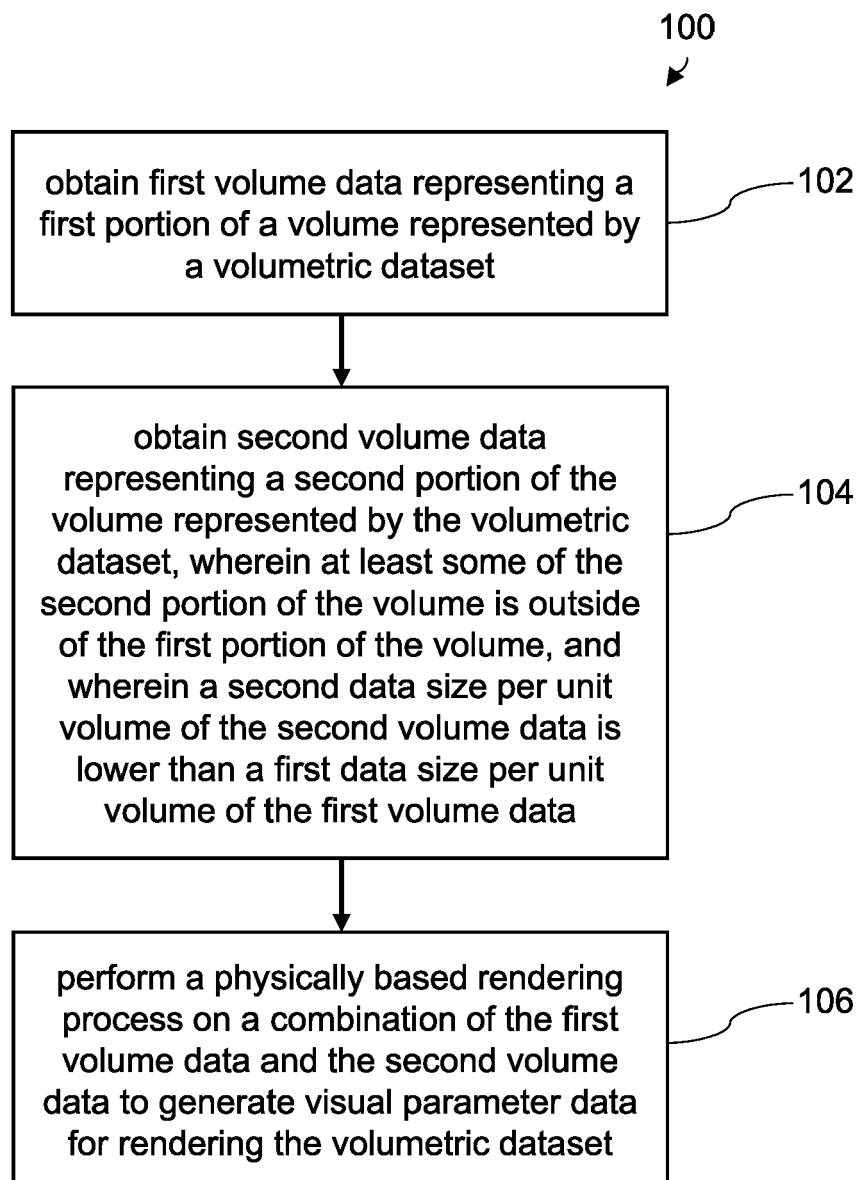 100
obtain first volume data representing a
first portion of a volume represented by
a volumetric dataset
102
obtain second volume data
representing a second portion of the
volume represented by the volumetric
dataset, wherein at least some of the
second portion of the volume is outside
of the first portion of the volume, and
wherein a second data size per unit
volume of the second volume data is
lower than a first data size per unit
volume of the first volume data
104
perform a physically based rendering
process on a combination of the first
volume data and the second volume
data to generate visual parameter data
for rendering the volumetric dataset
106